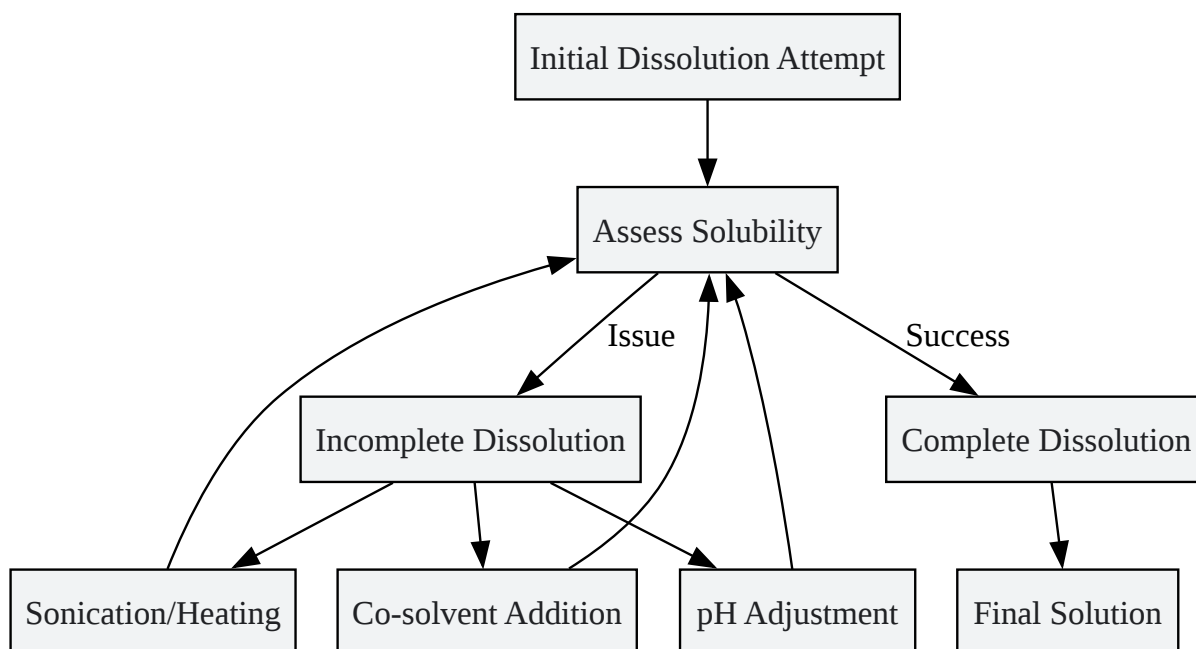 Initial Dissolution Attempt
Assess Solubility
Issue
Success
Incomplete Dissolution
Complete Dissolution
Sonication/Heating
Co-solvent Addition
pH Adjustment
Final Solution